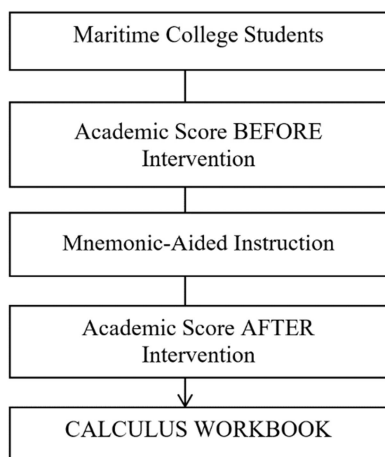 Maritime College Students
Academic Score BEFORE
Intervention
Mnemonic-Aided Instruction
Academic Score AFTER
Intervention
CALCULUS WORKBOOK